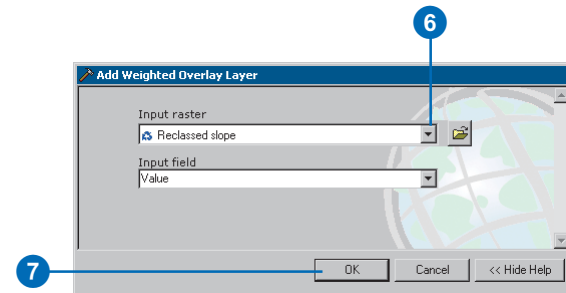 6
Add Weighted Overlay Layer
Input raster
Reclassed slope
Input field
Value
7
OK Cancel << Hide Help